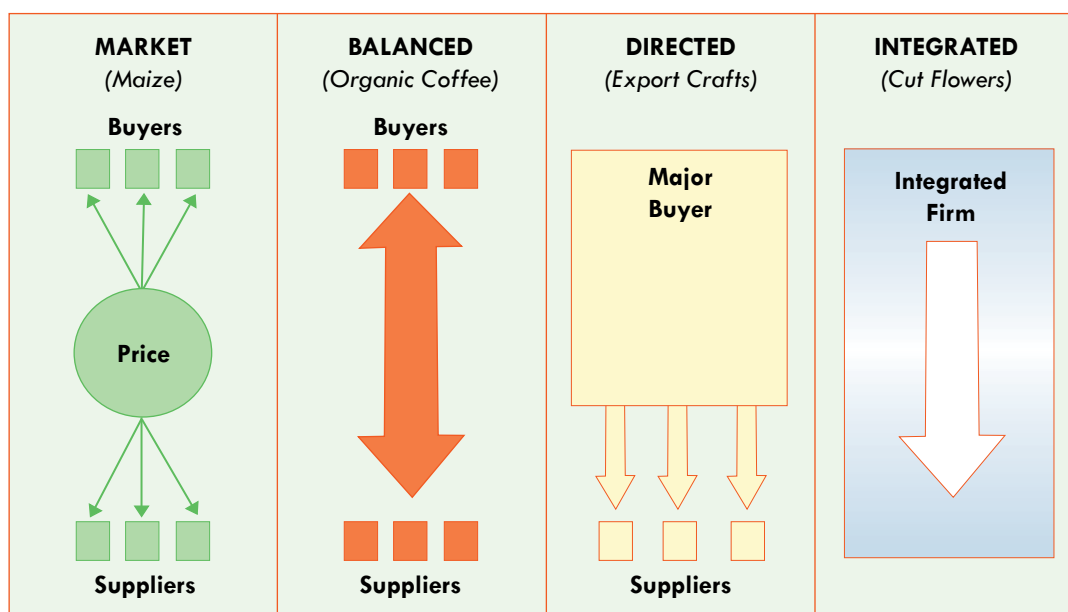 MARKET
(Maize)
Buyers
Price
Suppliers
BALANCED
(Organic Coffee)
Buyers
Suppliers
DIRECTED
(Export Crafts)
Major
Buyer
Suppliers
INTEGRATED
(Cut Flowers)
Integrated
Firm